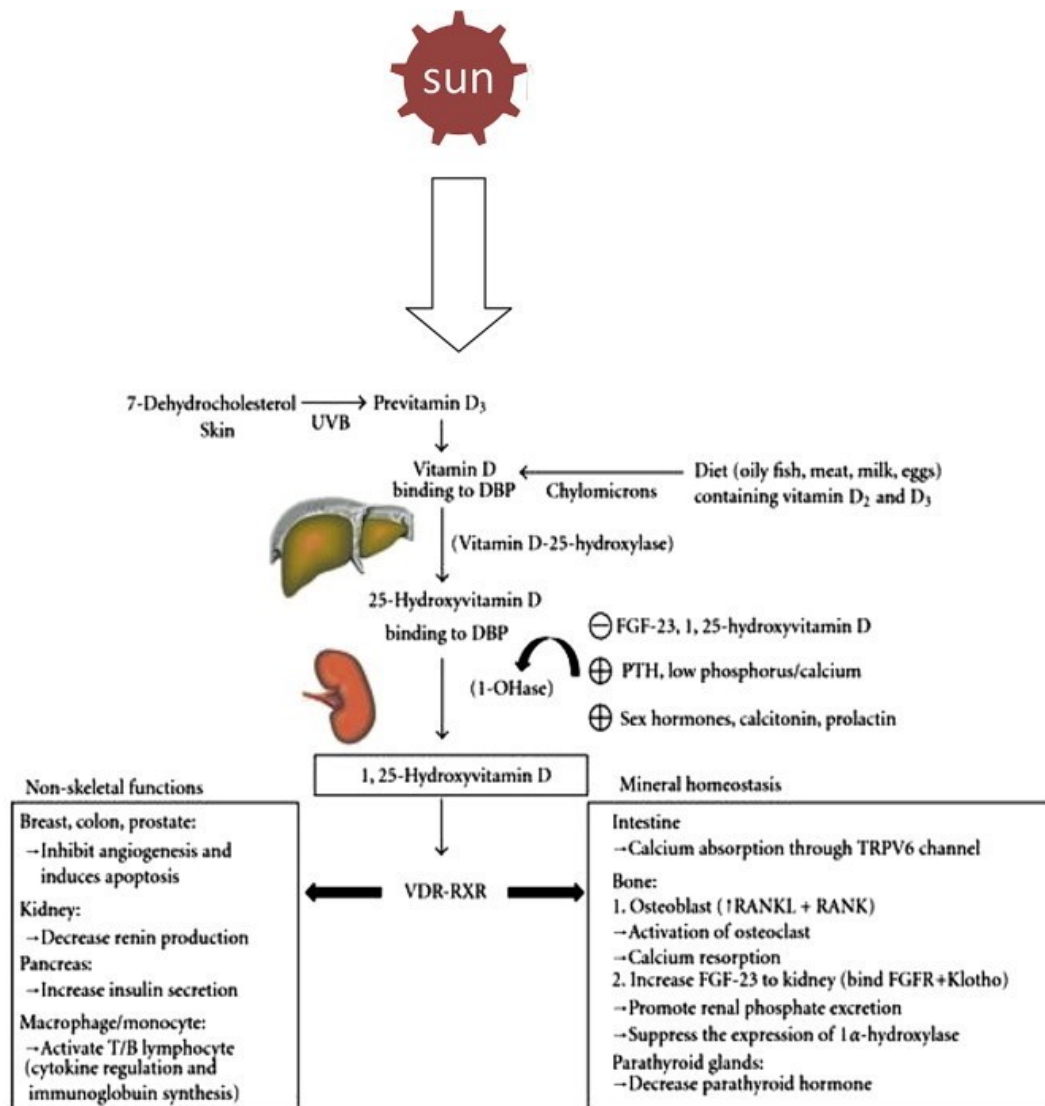 sun
7-Dehydrocholesterol
Skin
UVB
Previtamin D₃
Vitamin D
binding to DBP
Chylomicrons
Diet (oily fish, meat, milk, eggs)
containing vitamin D₂ and D₃
(Vitamin D-25-hydroxylase)
25-Hydroxyvitamin D
binding to DBP
⊖ FGF-23, 1, 25-hydroxyvitamin D
(1-OHase)
⊕ PTH, low phosphorus/calcium
⊕ Sex hormones, calcitonin, prolactin
1, 25-Hydroxyvitamin D
Non-skeletal functions
Breast, colon, prostate:
→Inhibit angiogenesis and
induces apoptosis
Kidney:
→Decrease renin production
Pancreas:
→Increase insulin secretion
Macrophage/monocyte:
→Activate T/B lymphocyte
(cytokine regulation and
immunoglobuin synthesis)
VDR-RXR
Mineral homeostasis
Intestine
→Calcium absorption through TRPV6 channel
Bone:
1. Osteoblast (↑RANKL + RANK)
→Activation of osteoclast
→Calcium resorption
2. Increase FGF-23 to kidney (bind FGFR+Klotho)
→Promote renal phosphate excretion
→Suppress the expression of 1α-hydroxylase
Parathyroid glands:
→Decrease parathyroid hormone